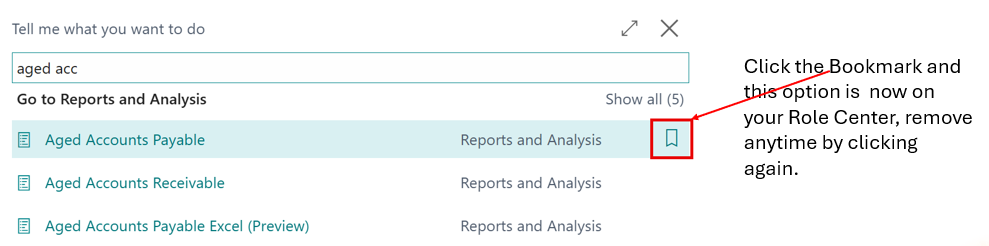 Tell me what you want to do
aged acc
Go to Reports and Analysis Show all (5)
Aged Accounts Payable Reports and Analysis
Aged Accounts Receivable Reports and Analysis
Aged Accounts Payable Excel (Preview) Reports and Analysis
Click the Bookmark and
this option is now on
your Role Center, remove
anytime by clicking
again.